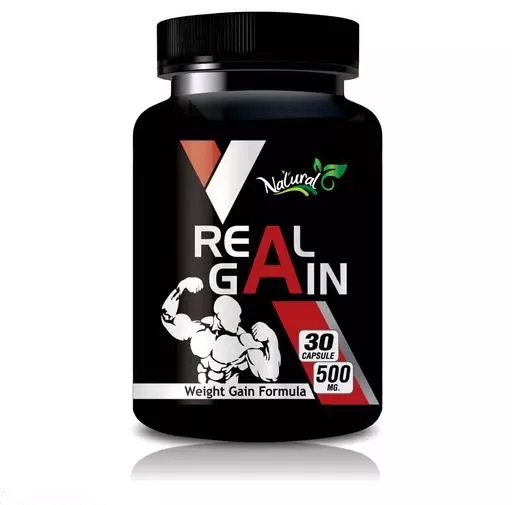 Natural
REAL
GAIN
30
CAPSULE
500
MG.
Weight Gain Formula